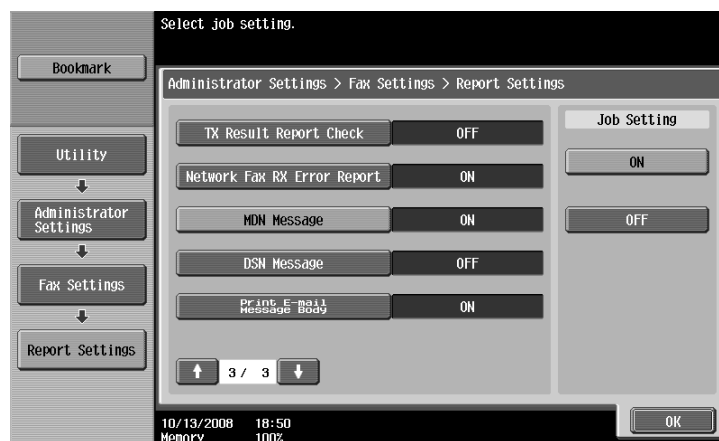 Select job setting.
Bookmark
Administrator Settings > Fax Settings > Report Settings
Utility
Administrator
Settings
Fax Settings
Report Settings
TX Result Report Check OFF
Network Fax RX Error Report ON
MDN Message ON
DSN Message OFF
Print E-mail
Message Body ON
3/ 3
Job Setting
ON
OFF
OK
10/13/2008 18:50
Memory 100%